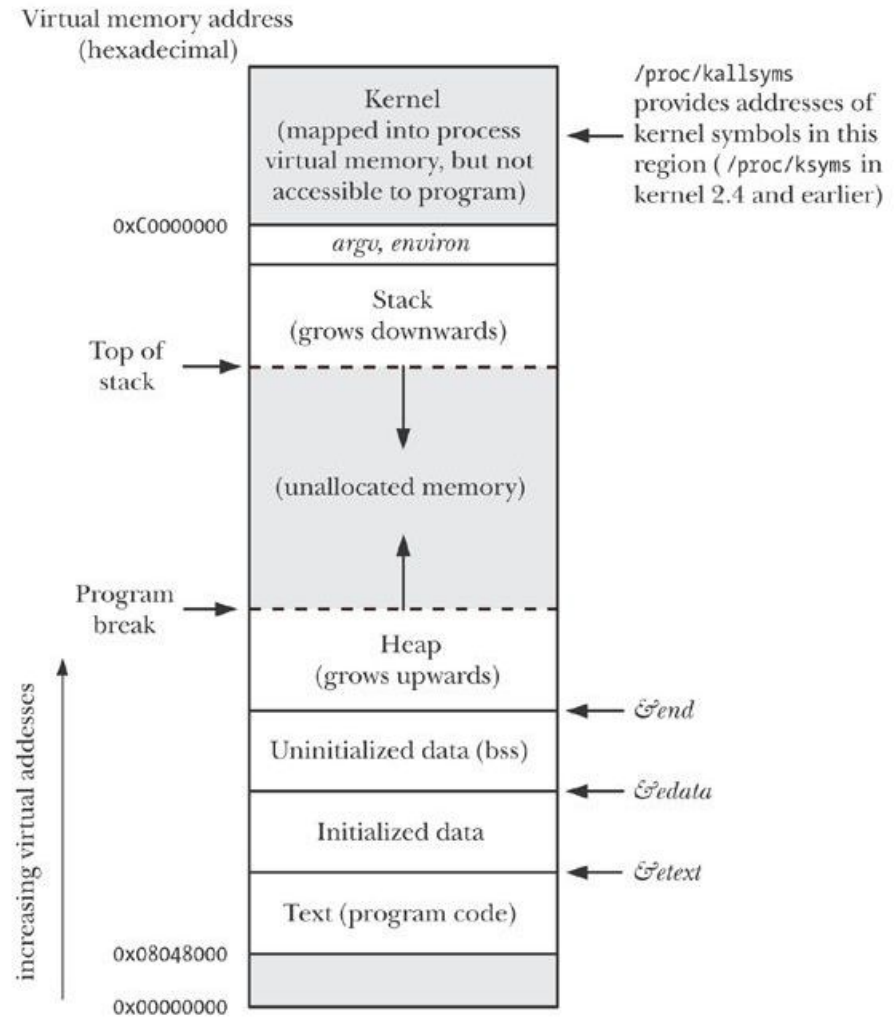 Virtual memory address
(hexadecimal)
/proc/kallsyms
provides addresses of
kernel symbols in this
region ( /proc/ksyms in
kernel 2.4 and earlier)
Kernel
(mapped into process
virtual memory, but not
accessible to program)
0xC0000000
argv, environ
Stack
(grows downwards)
Top of
stack
(unallocated memory)
Program
break
Heap
(grows upwards)
&end
Uninitialized data (bss)
&edata
Initialized data
&etext
Text (program code)
0x08048000
0x00000000
increasing virtual addesses